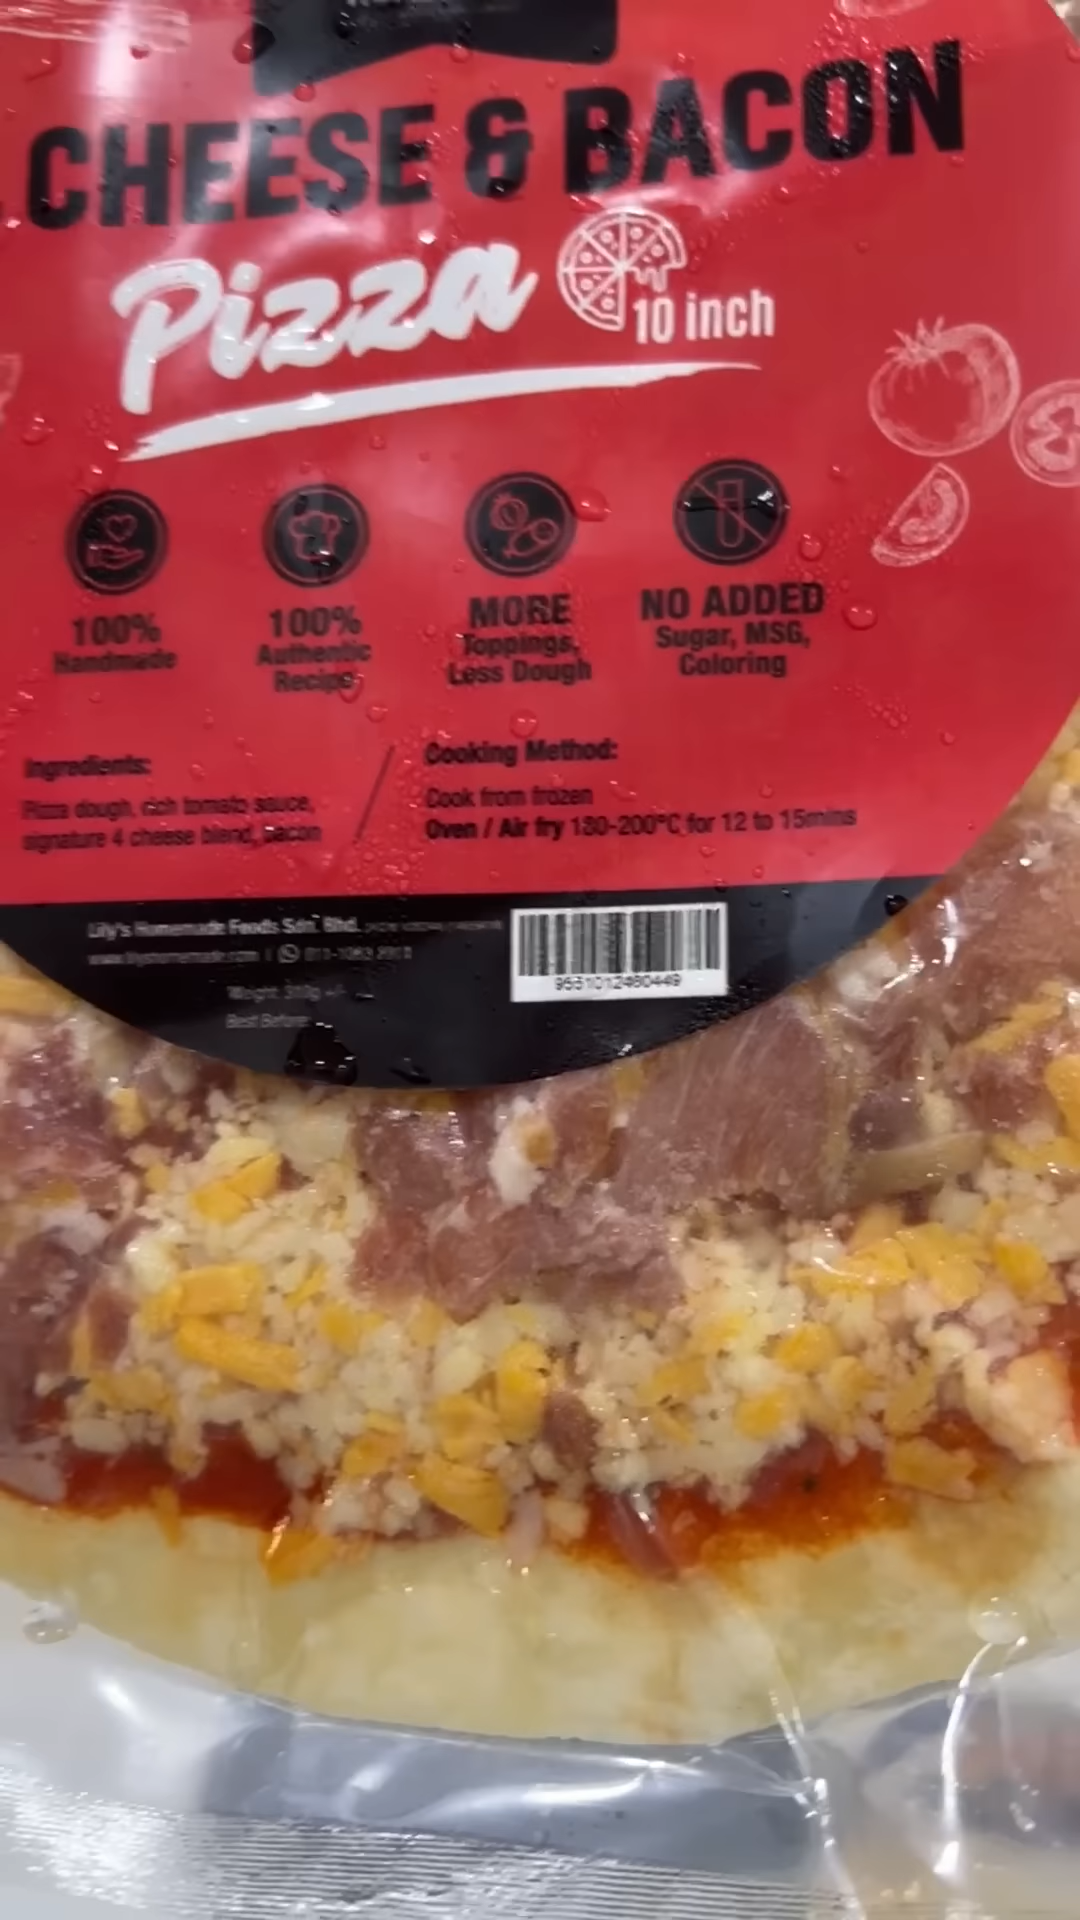 CHEESE & BACON
Pizza
10 inch
100%
Handmade
100%
Authentic
Recipe
MORE
Toppings,
Less Dough
NO ADDED
Sugar, MSG,
Coloring
Ingredients:
Pizza dough, rich tomato sauce,
signature 4 cheese blend, bacon
Cooking Method:
Cook from frozen
Oven / Air fry 180-200°C for 12 to 15mins
Lily's Homemade Foods Sdn. Bhd.
Weight:
Best Before: